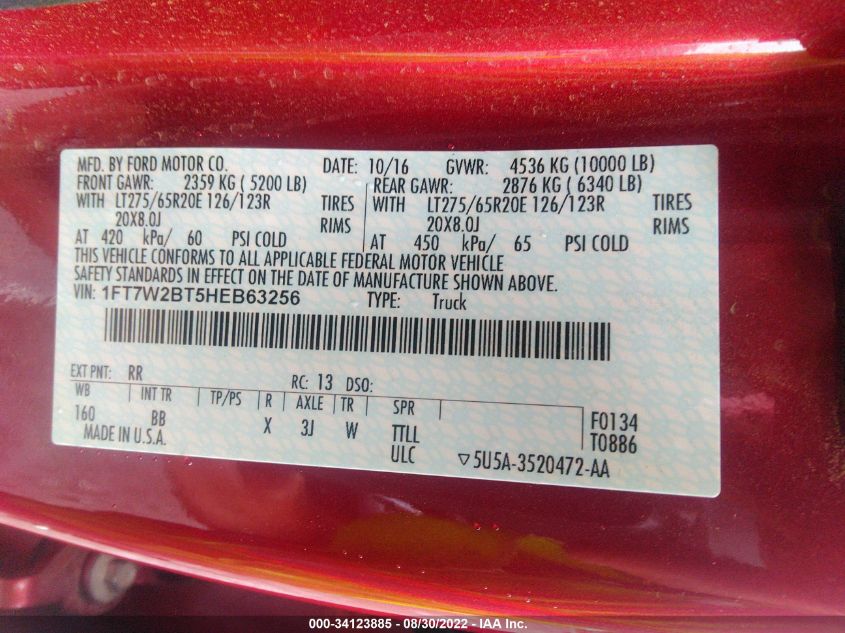 MFD. BY FORD MOTOR CO. DATE: 10/16 GVWR: 4536 KG (10000 LB)
FRONT GAWR: 2359 KG ( 5200 LB) REAR GAWR: 2876 KG ( 6340 LB)
WITH LT275/65R20E 126/123R TIRES WITH LT275/65R20E 126/123R TIRES
20X8.0J RIMS 20X8.0J RIMS
AT 420 kPa/ 60 PSI COLD AT 450 kPa/ 65 PSI COLD
THIS VEHICLE CONFORMS TO ALL APPLICABLE FEDERAL MOTOR VEHICLE
SAFETY STANDARDS IN EFFECT ON THE DATE OF MANUFACTURE SHOWN ABOVE.
VIN: 1FT7W2BT5HEB63256 TYPE: Truck
EXT PNT: RR RC: 13 DSO:
WB INT TR TP/PS R AXLE TR SPR
160 BB X 3J W TTLL F0134
MADE IN U.S.A. ULC T0886
▽5U5A-3520472-AA
000-34123885 - 08/30/2022 - IAA Inc.